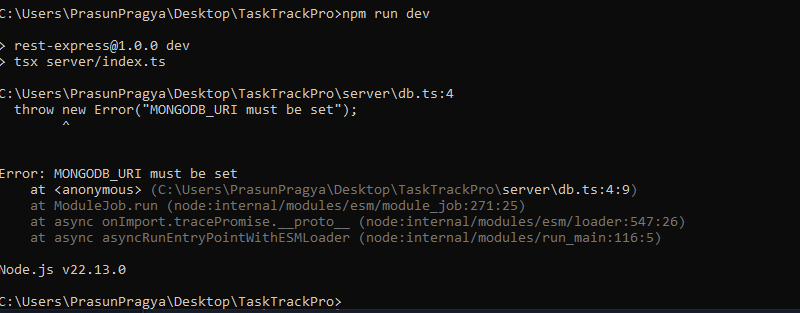 C:\Users\PrasunPragya\Desktop\TaskTrackPro>npm run dev
> rest-express@1.0.0 dev
> tsx server/index.ts
C:\Users\PrasunPragya\Desktop\TaskTrackPro\server\db.ts:4
throw new Error("MONGODB_URI must be set");
^
Error: MONGODB_URI must be set
at <anonymous> (C:\Users\PrasunPragya\Desktop\TaskTrackPro\server\db.ts:4:9)
at ModuleJob.run (node:internal/modules/esm/module_job:271:25)
at async onImport.tracePromise.__proto__ (node:internal/modules/esm/loader:547:26)
at async asyncRunEntryPointWithESMLoader (node:internal/modules/run_main:116:5)
Node.js v22.13.0
C:\Users\PrasunPragya\Desktop\TaskTrackPro>